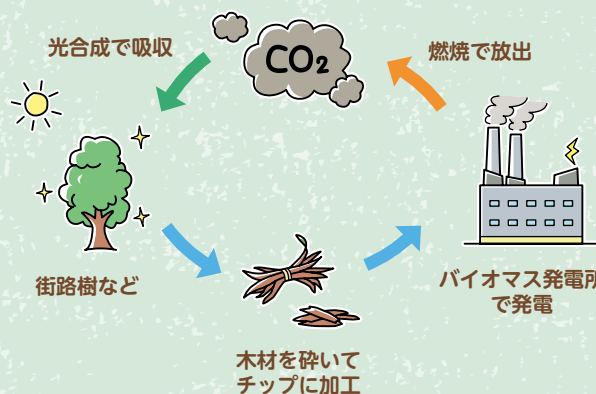 光合成で吸収
CO₂
燃焼で放出
街路樹など
木材を砕いて
チップに加工
バイオマス発電所
で発電